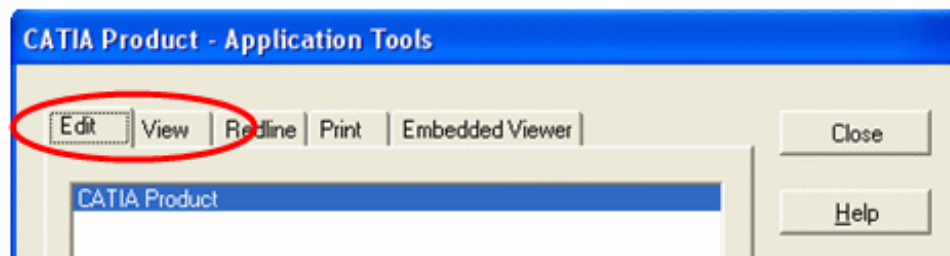 CATIA Product - Application Tools
Edit View Redline Print Embedded Viewer Close
CATIA Product
Help